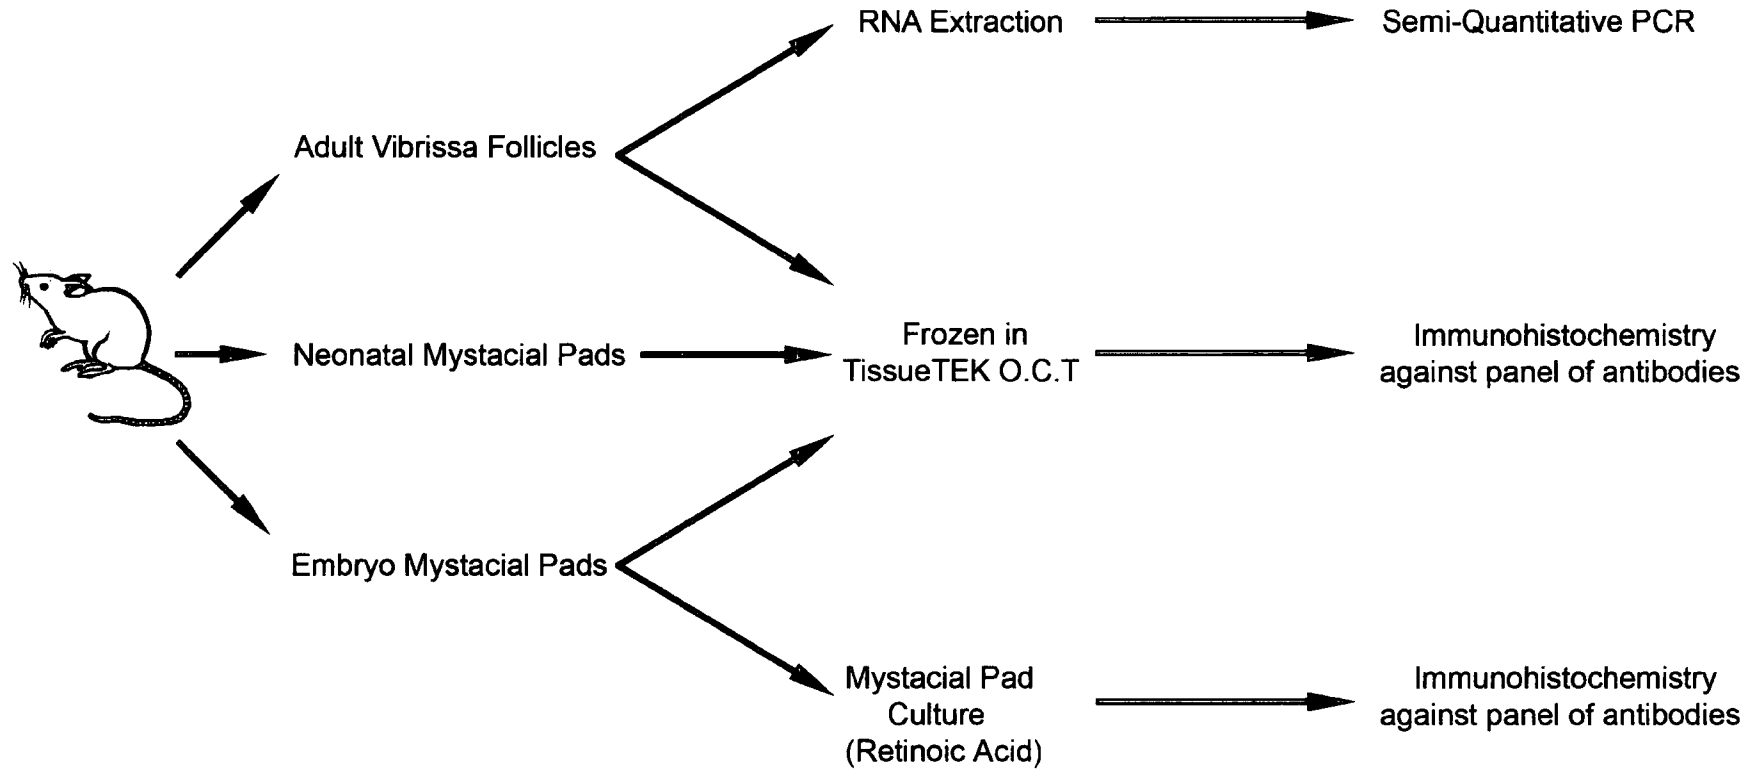 RNA Extraction
Semi-Quantitative PCR
Adult Vibrissa Follicles
Neonatal Mystacial Pads
Frozen in
TissueTEK O.C.T
Immunohistochemistry
against panel of antibodies
Embryo Mystacial Pads
Mystacial Pad
Culture
(Retinoic Acid)
Immunohistochemistry
against panel of antibodies